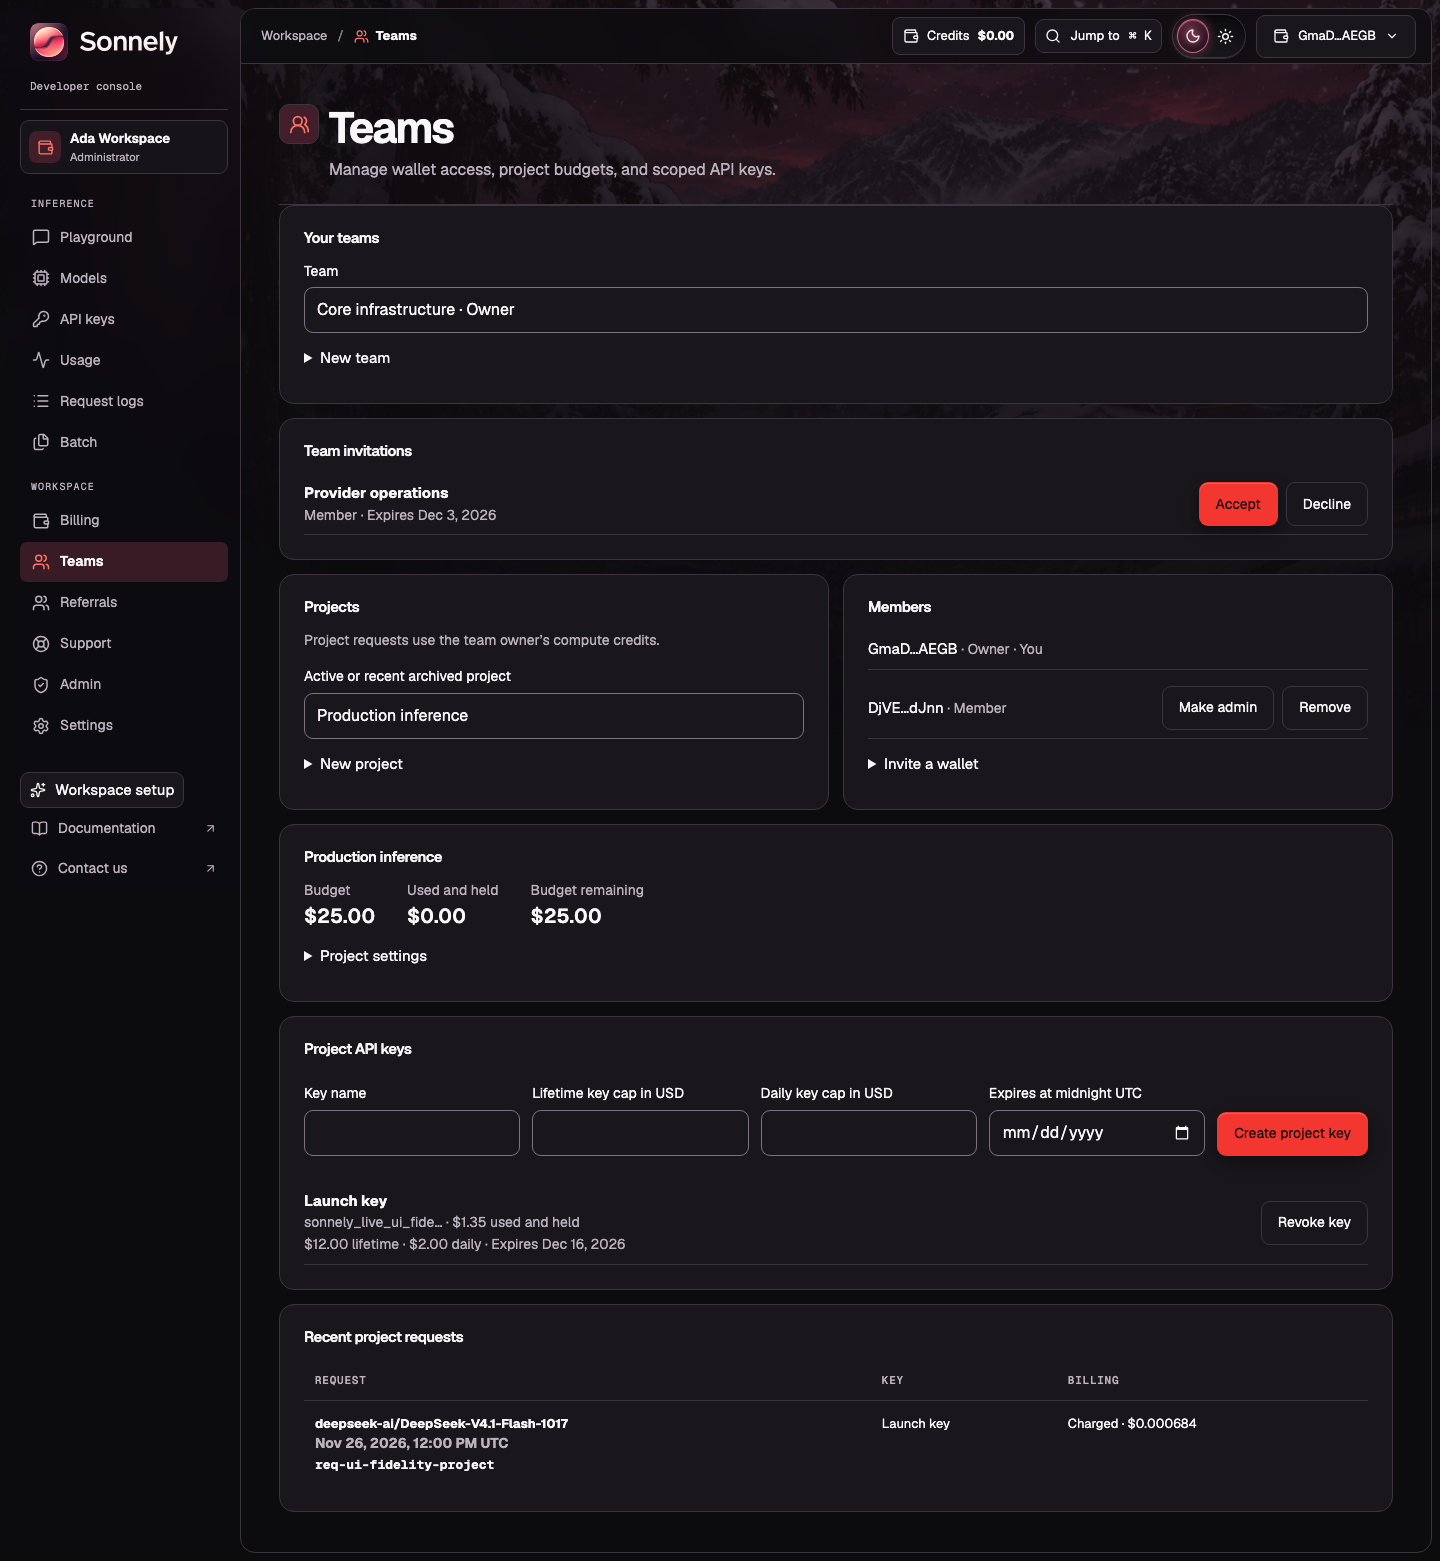 Sonnely
Developer console
Ada Workspace
Administrator
INFERENCE
Playground
Models
API keys
Usage
Request logs
Batch
WORKSPACE
Billing
Teams
Referrals
Support
Admin
Settings
Workspace setup
Documentation
Contact us
Workspace / Teams
Credits $0.00
Jump to ⌘ K
GmaD...AEGB
Teams
Manage wallet access, project budgets, and scoped API keys.
Your teams
Team
Core infrastructure · Owner
New team
Team invitations
Provider operations
Member · Expires Dec 3, 2026
Accept
Decline
Projects
Project requests use the team owner's compute credits.
Active or recent archived project
Production inference
New project
Members
GmaD...AEGB · Owner · You
DjVE...dJnn · Member
Make admin
Remove
Invite a wallet
Production inference
Budget
$25.00
Used and held
$0.00
Budget remaining
$25.00
Project settings
Project API keys
Key name
Lifetime key cap in USD
Daily key cap in USD
Expires at midnight UTC
mm/dd/yyyy
Create project key
Launch key
sonnely_live_ui_fide... · $1.35 used and held
$12.00 lifetime · $2.00 daily · Expires Dec 16, 2026
Revoke key
Recent project requests
REQUEST KEY BILLING
deepseek-ai/DeepSeek-V4.1-Flash-1017 Launch key Charged · $0.000684
Nov 26, 2026, 12:00 PM UTC
req-ui-fidelity-project